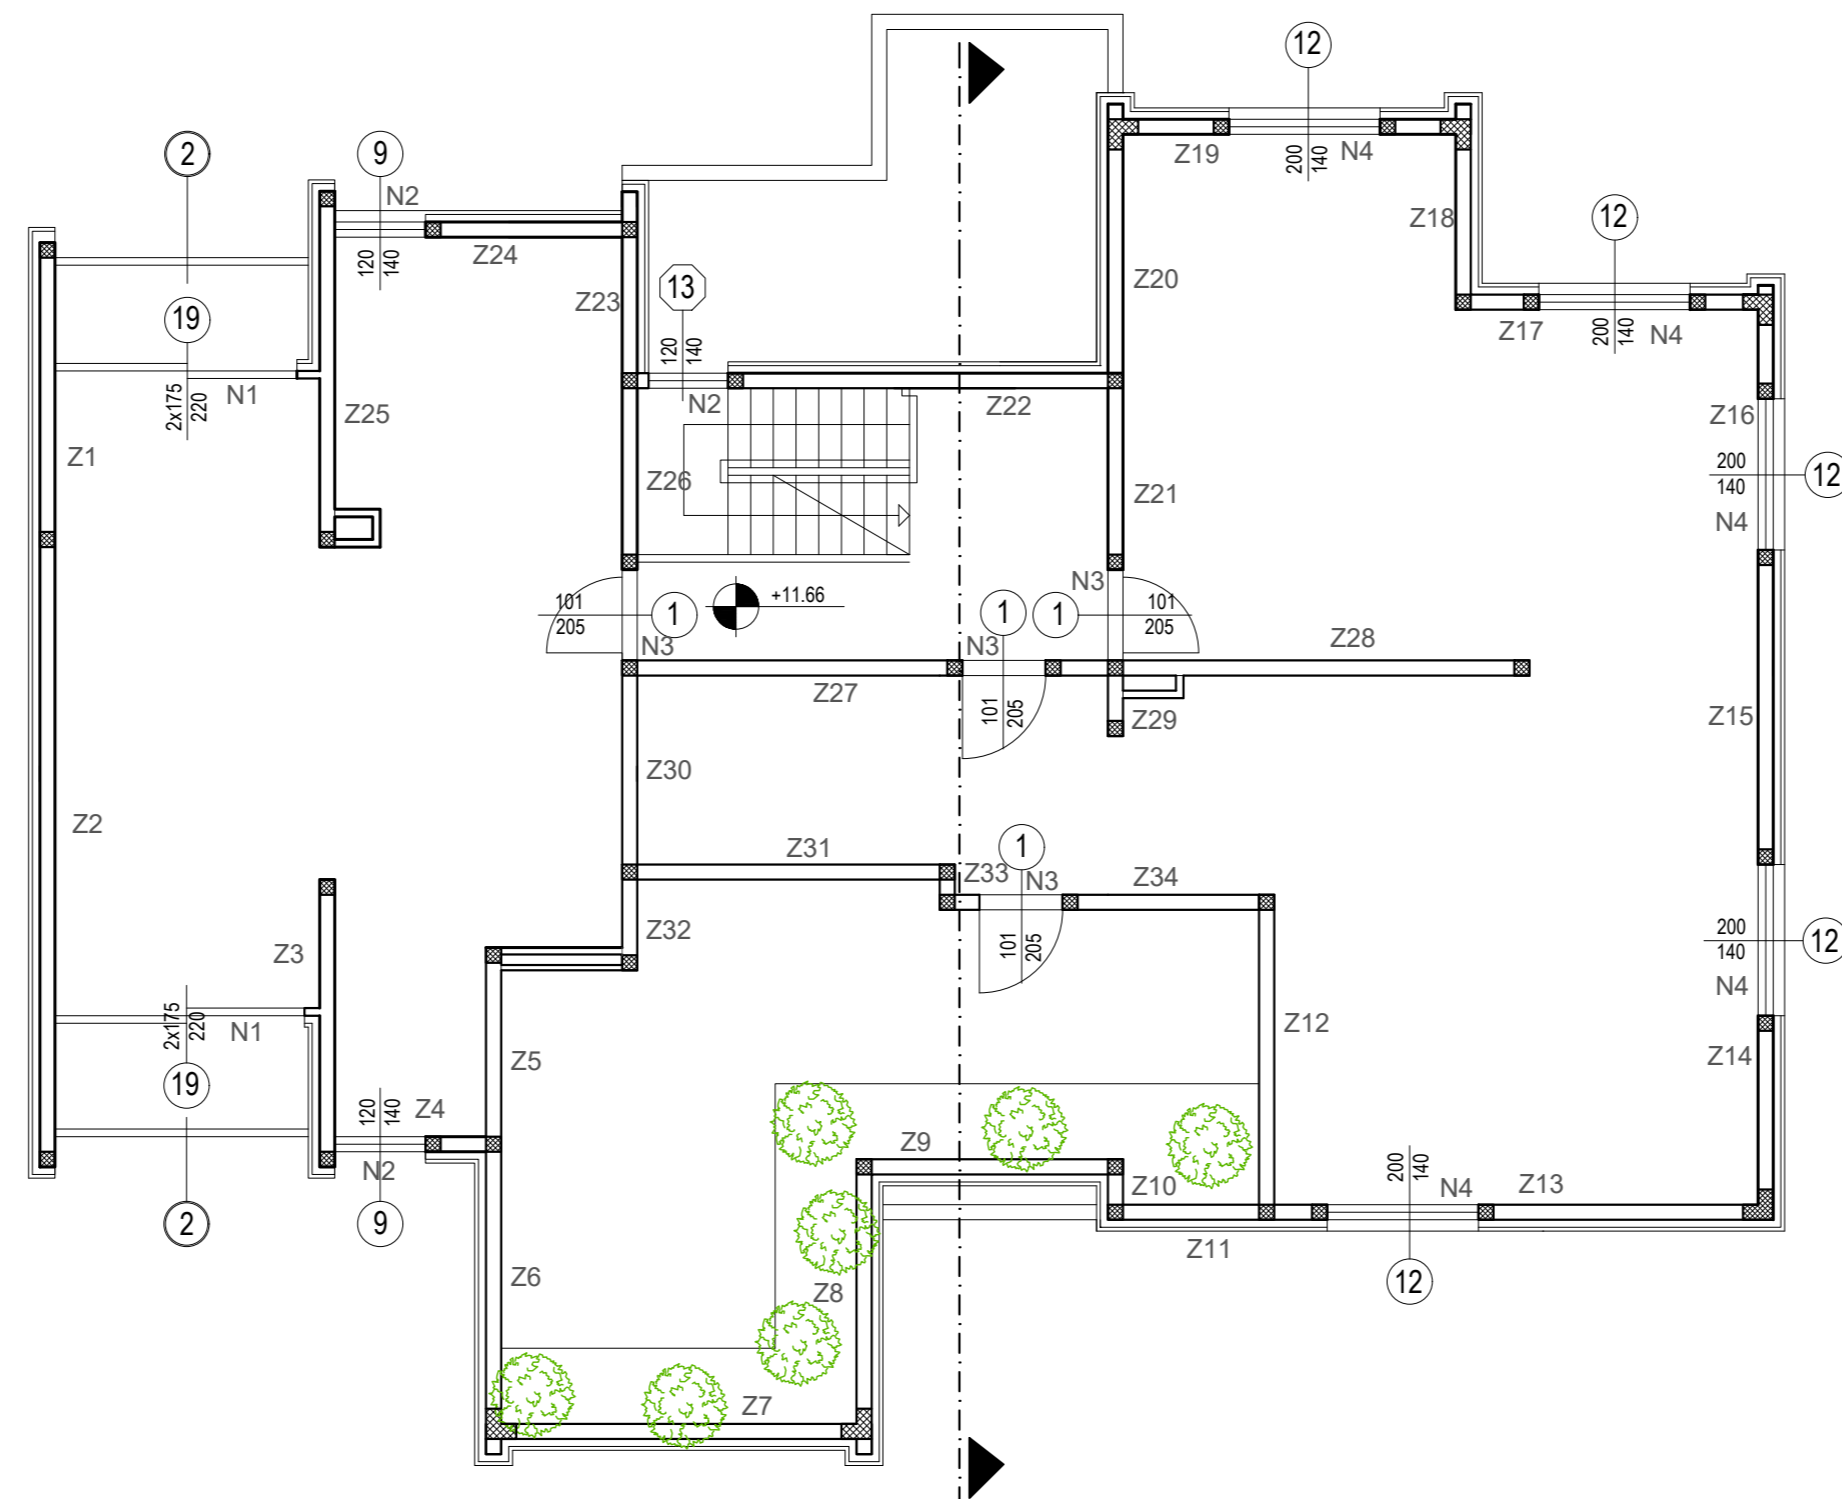 12
2
9
N2
Z19
200
140
N4
Z18
12
Z24
120
140
Z23
13
Z20
19
120
140
Z17
200
140
N4
N1
2x175
220
Z25
N2
Z22
Z16
Z1
Z26
Z21
200
140
12
N4
101
205
1
+11.66
1
1
N3
101
205
N3
N3
Z28
Z27
101
205
Z29
Z15
Z30
Z2
Z31
1
Z33
N3
Z34
Z3
Z32
101
205
200
140
12
N4
2x175
220
N1
Z5
Z12
Z14
19
120
140
Z4
Z9
N2
200
140
N4
Z13
Z10
2
9
Z11
Z6
Z8
12
Z7